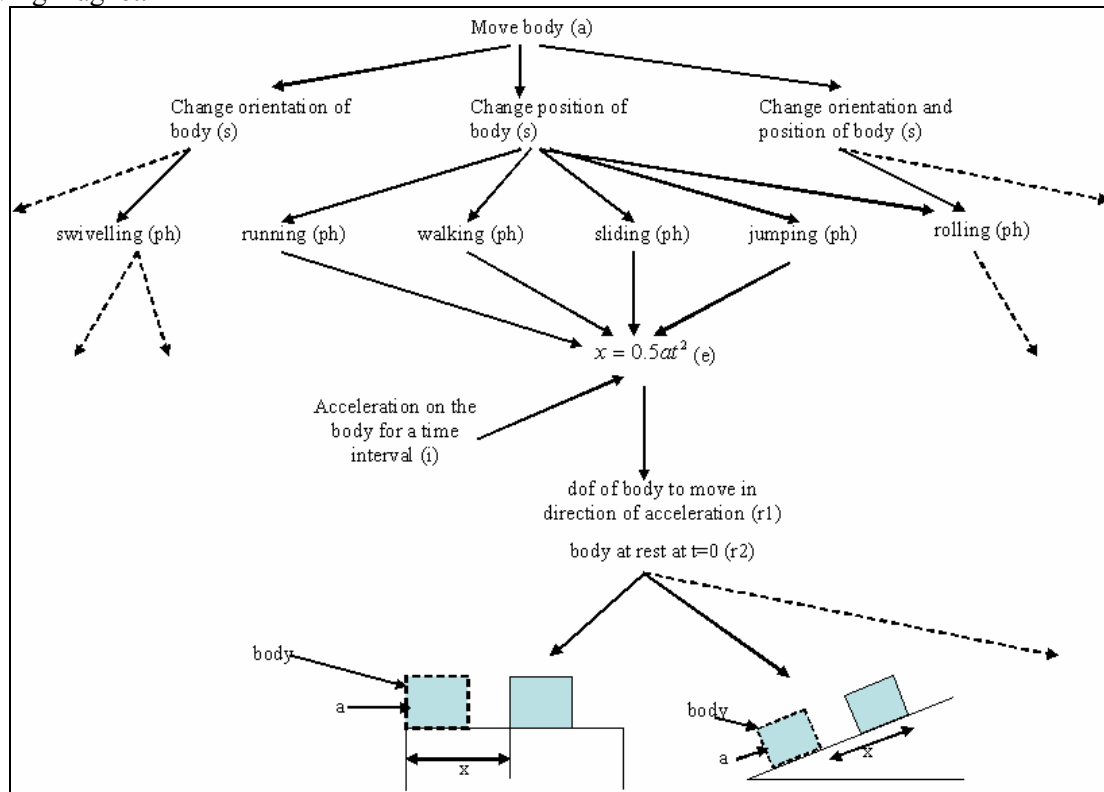 Move body (a)
Change orientation of
body (s)
Change position of
body (s)
Change orientation and
position of body (s)
swivelling (ph)
running (ph)
walking (ph)
sliding (ph)
jumping (ph)
rolling (ph)
x = 0.5at² (e)
Acceleration on the
body for a time
interval (i)
dof of body to move in
direction of acceleration (r1)
body at rest at t=0 (r2)
body
a
x
body
a
x